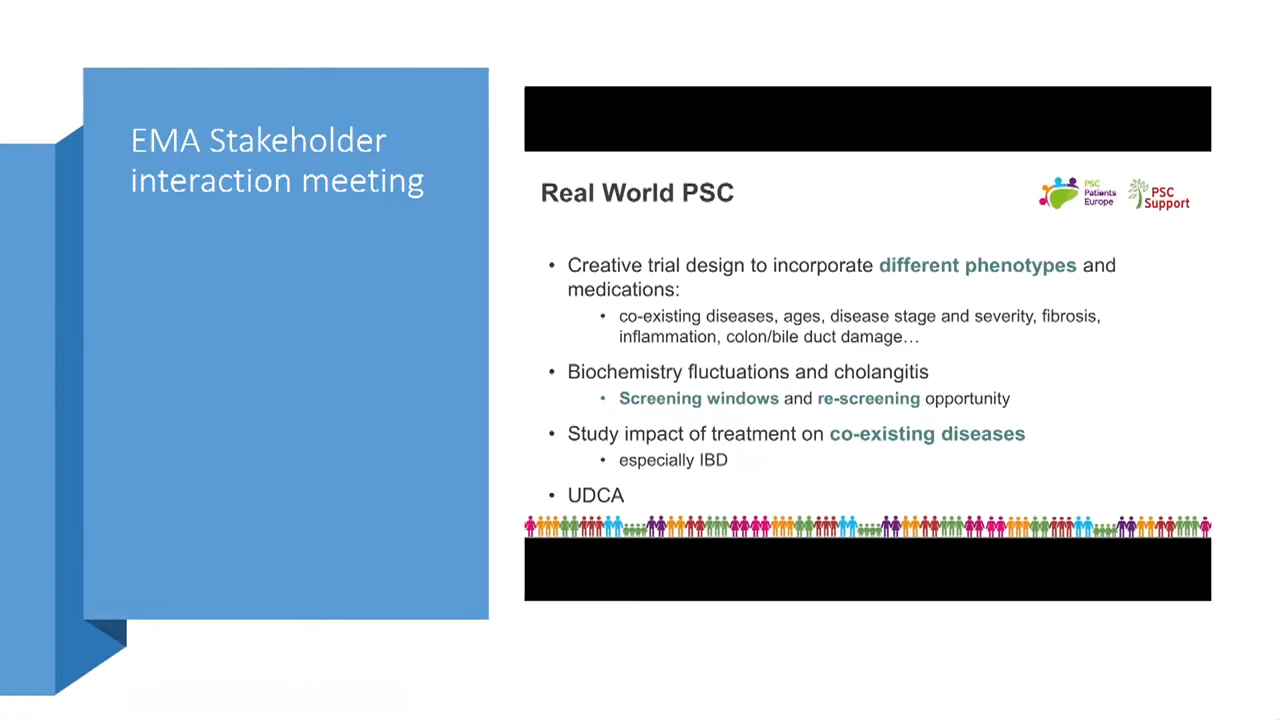 EMA Stakeholder
interaction meeting
Real World PSC
PSC
Patients
Europe
PSC
Support
• Creative trial design to incorporate different phenotypes and
medications:
• co-existing diseases, ages, disease stage and severity, fibrosis,
inflammation, colon/bile duct damage…
• Biochemistry fluctuations and cholangitis
• Screening windows and re-screening opportunity
• Study impact of treatment on co-existing diseases
• especially IBD
• UDCA